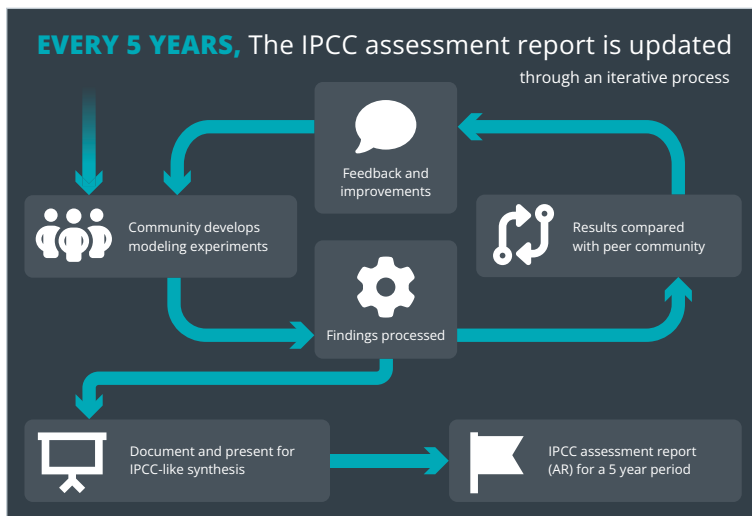 EVERY 5 YEARS, The IPCC assessment report is updated
through an iterative process
Feedback and
improvements
Community develops
modeling experiments
Results compared
with peer community
Findings processed
Document and present for
IPCC-like synthesis
IPCC assessment report
(AR) for a 5 year period